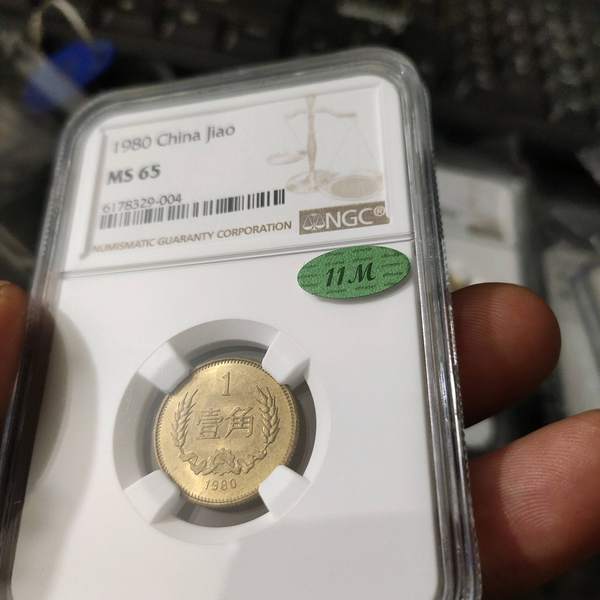 1980 China Jiao
MS 65
6178329-004
NGC®
NUMISMATIC GUARANTY CORPORATION
11M
1
壹角
1980